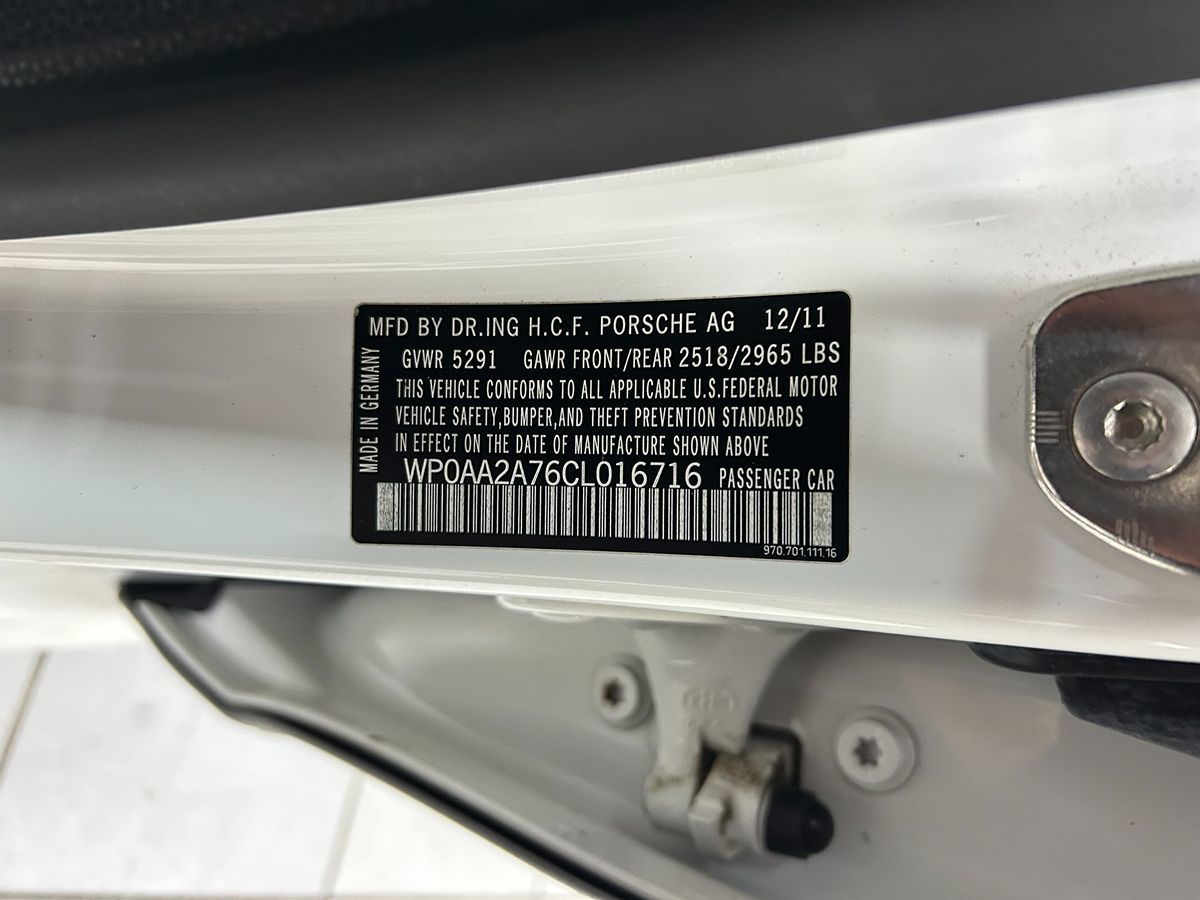 MFD BY DR.ING H.C.F. PORSCHE AG 12/11
GVWR 5291 GAWR FRONT/REAR 2518/2965 LBS
THIS VEHICLE CONFORMS TO ALL APPLICABLE U.S.FEDERAL MOTOR
VEHICLE SAFETY,BUMPER,AND THEFT PREVENTION STANDARDS
IN EFFECT ON THE DATE OF MANUFACTURE SHOWN ABOVE
WP0AA2A76CL016716 PASSENGER CAR
970.701.111.16
MADE IN GERMANY